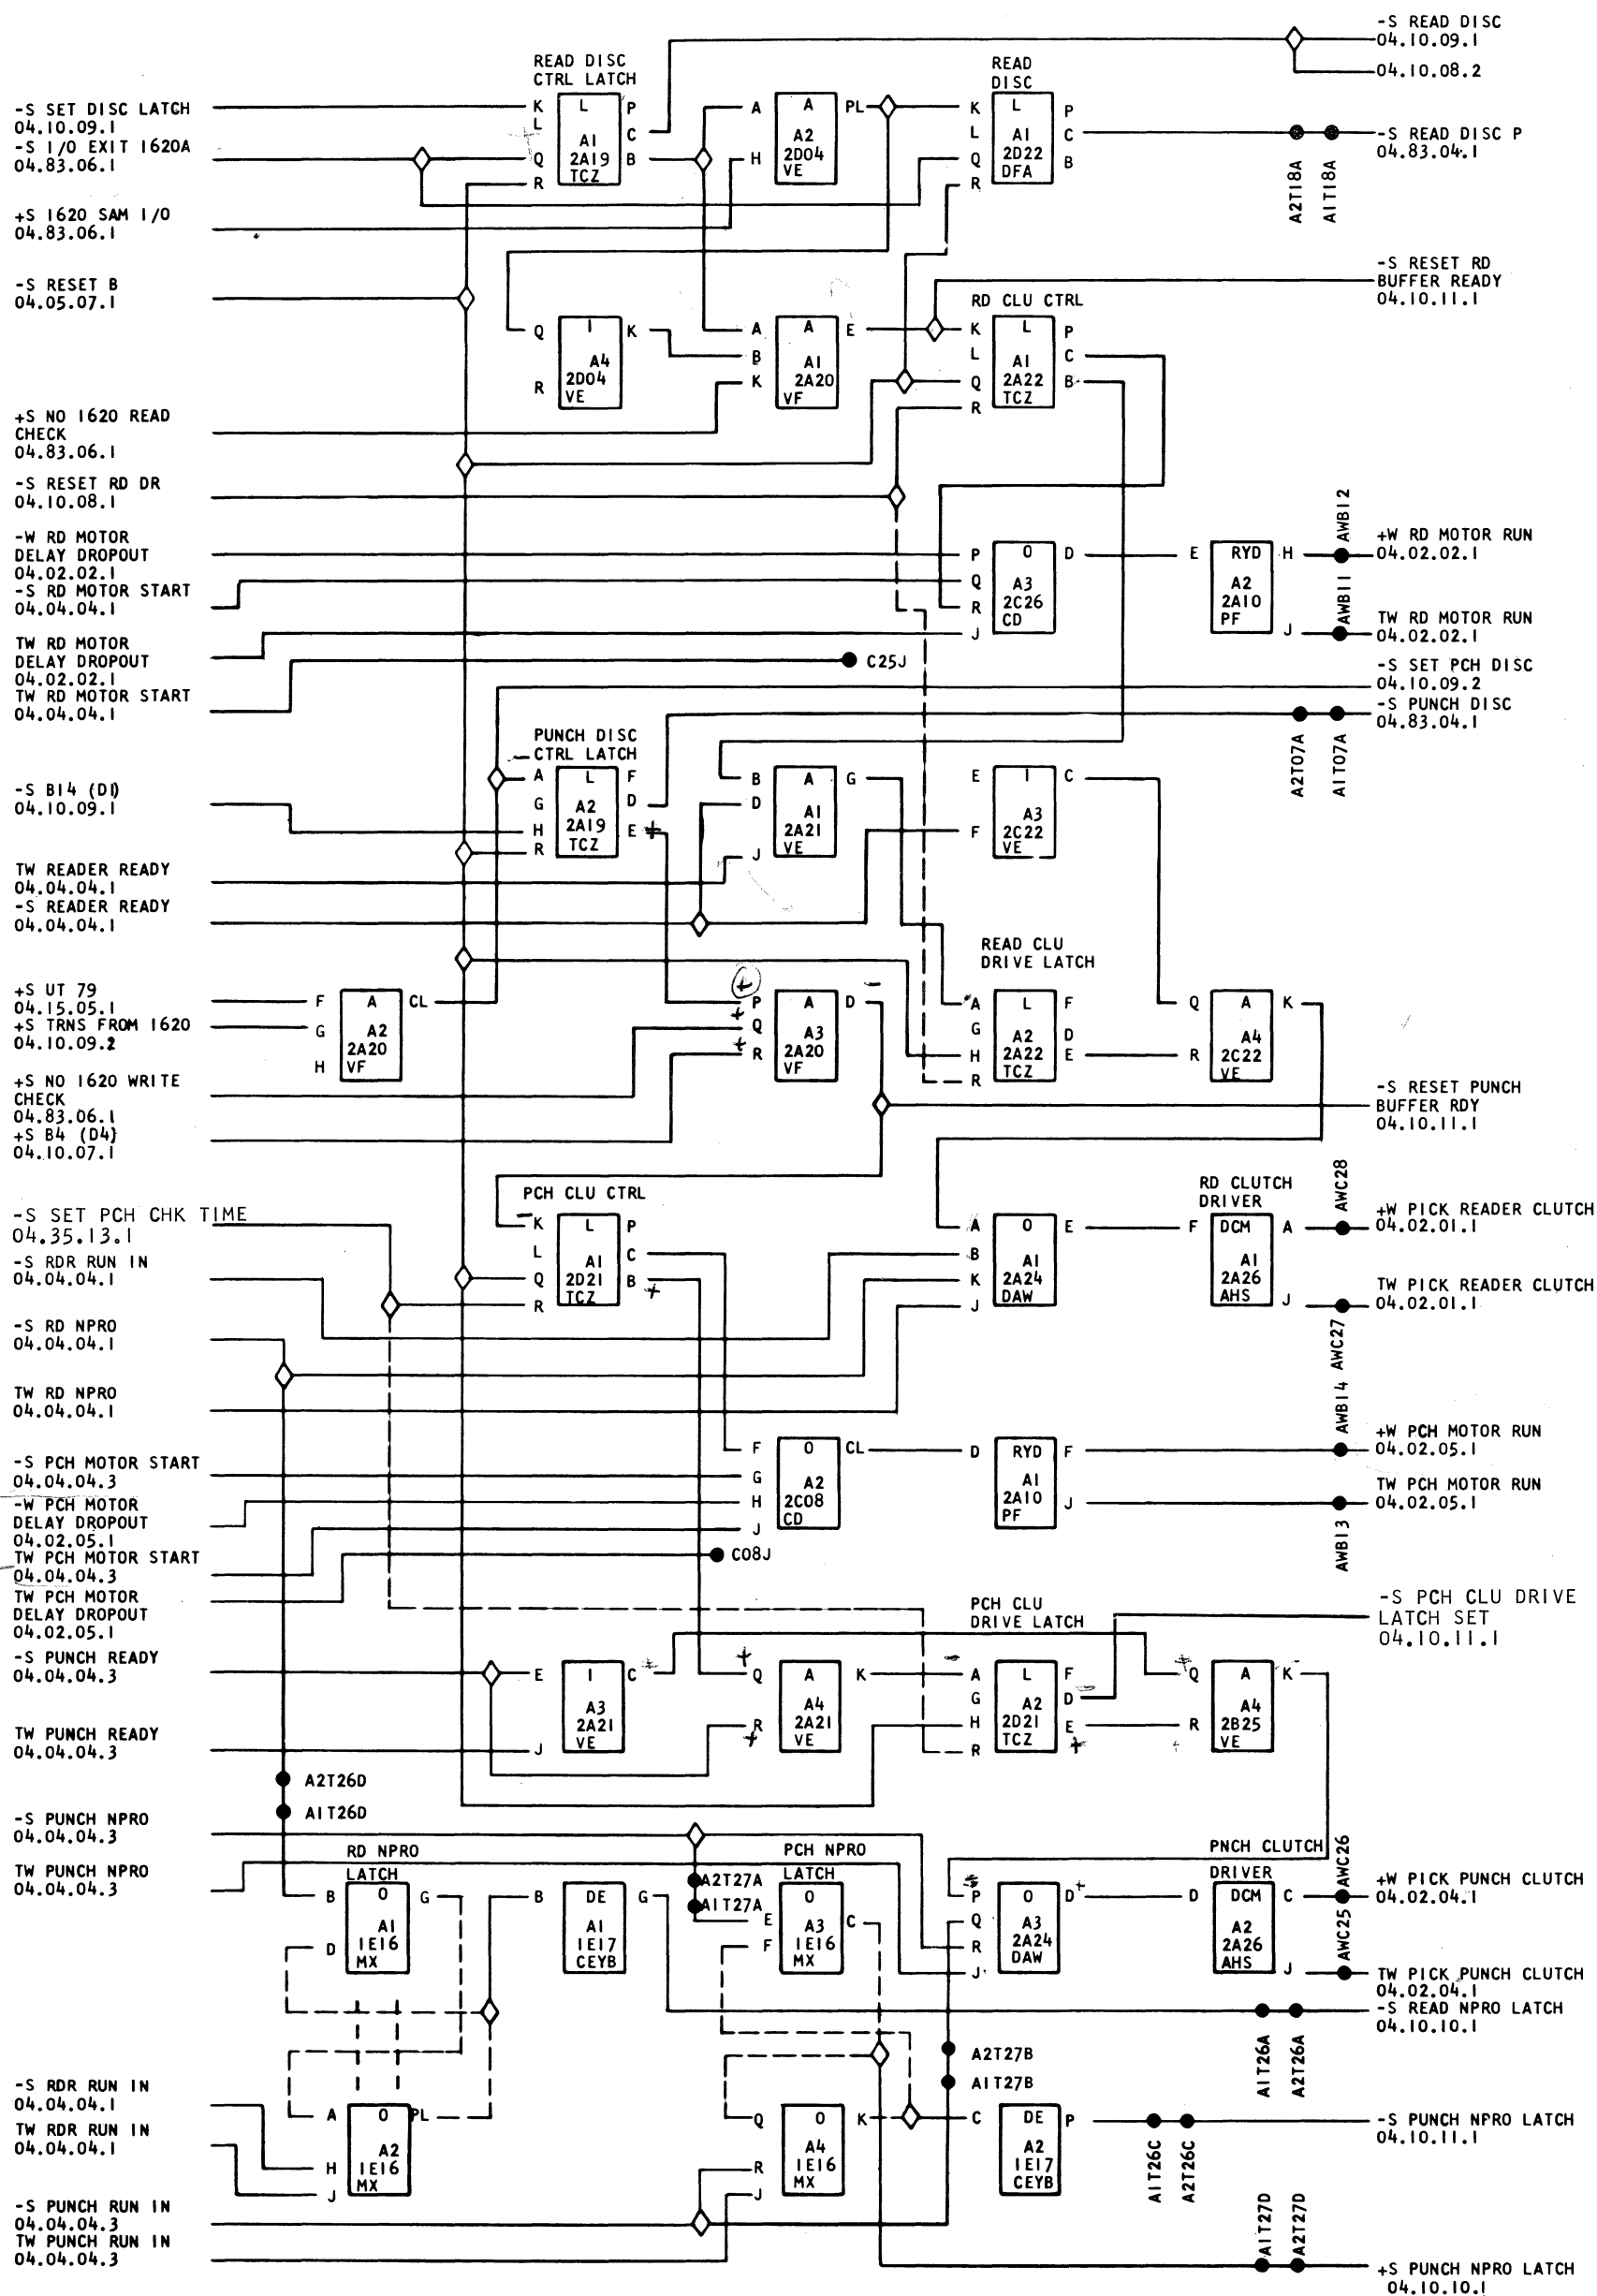 -S READ DISC
04.10.09.1
04.10.08.2
READ DISC
CTRL LATCH
READ
DISC
-S SET DISC LATCH
04.10.09.1
-S I/O EXIT 1620A
04.83.06.1
K L P
L C
A1
Q 2A19 B
R TCZ
A A PL
A2
H 2D04
VE
K L P
L A1 C
Q 2D22 B
R DFA
-S READ DISC P
04.83.04.1
A2T18A
A1T18A
+S 1620 SAM I/O
04.83.06.1
-S RESET B
04.05.07.1
-S RESET RD
BUFFER READY
04.10.11.1
RD CLU CTRL
Q I K
A4
R 2D04
VE
A A E
B A1
K 2A20
VF
K L P
L A1 C
Q 2A22 B
R TCZ
+S NO 1620 READ
CHECK
04.83.06.1
-S RESET RD DR
04.10.08.1
-W RD MOTOR
DELAY DROPOUT
04.02.02.1
-S RD MOTOR START
04.04.04.1
TW RD MOTOR
DELAY DROPOUT
04.02.02.1
TW RD MOTOR START
04.04.04.1
P O D
Q A3
R 2C26
CD
J
E RYD H
A2
2A10
PF J
AWB12
AWB11
+W RD MOTOR RUN
04.02.02.1
TW RD MOTOR RUN
04.02.02.1
C25J
-S SET PCH DISC
04.10.09.2
-S PUNCH DISC
04.83.04.1
A2T07A
A1T07A
PUNCH DISC
CTRL LATCH
-S B14 (D1)
04.10.09.1
A L F
G A2 D
H 2A19 E +
R TCZ
B A G
D A1
2A21
J VE
E I C
A3
F 2C22
VE
TW READER READY
04.04.04.1
-S READER READY
04.04.04.1
READ CLU
DRIVE LATCH
+S UT 79
04.15.05.1
+S TRNS FROM 1620
04.10.09.2
F A CL
G A2
2A20
H VF
+
P A D -
+ Q A3
+ R 2A20
VF
A L F
G A2 D
H 2A22 E
R TCZ
Q A K
A4
R 2C22
VE
+S NO 1620 WRITE
CHECK
04.83.06.1
+S B4 (D4)
04.10.07.1
-S RESET PUNCH
BUFFER RDY
04.10.11.1
PCH CLU CTRL
RD CLUTCH
DRIVER
AWC28
-S SET PCH CHK TIME
04.35.13.1
-S RDR RUN IN
04.04.04.1
- K L P
L A1 C
Q 2D21 B +
R TCZ
A O E
B A1
K 2A24
J DAW
F DCM A
A1
2A26
AHS J
+W PICK READER CLUTCH
04.02.01.1
TW PICK READER CLUTCH
04.02.01.1
AWC27
-S RD NPRO
04.04.04.1
TW RD NPRO
04.04.04.1
AWB14
-S PCH MOTOR START
04.04.04.3
-W PCH MOTOR
DELAY DROPOUT
04.02.05.1
TW PCH MOTOR START
04.04.04.3
TW PCH MOTOR
DELAY DROPOUT
04.02.05.1
F O CL
G A2
H 2C08
CD
J
D RYD F
A1
2A10 J
PF
+W PCH MOTOR RUN
04.02.05.1
TW PCH MOTOR RUN
04.02.05.1
AWB13
C08J
PCH CLU
DRIVE LATCH
-S PCH CLU DRIVE
LATCH SET
04.10.11.1
-S PUNCH READY
04.04.04.3
TW PUNCH READY
04.04.04.3
E I C
A3
2A21
J VE
+ Q A K
A4
R 2A21
+ VE
- A L F
G A2 D -
H 2D21 E
R TCZ +
+ Q A K -
A4
R 2B25
+ VE
A2T26D
A1T26D
-S PUNCH NPRO
04.04.04.3
TW PUNCH NPRO
04.04.04.3
RD NPRO
LATCH
PCH NPRO
LATCH
PNCH CLUTCH
DRIVER
A2T27A
A1T27A
B O G
A1
D 1E16
MX
B DE G
A1
1E17
CEYB
E O C
A3
F 1E16
MX
P O D +
Q A3
R 2A24
J DAW
D DCM C
A2
2A26
AHS J
AWC26
AWC25
+W PICK PUNCH CLUTCH
04.02.04.1
TW PICK PUNCH CLUTCH
04.02.04.1
-S READ NPRO LATCH
04.10.10.1
A1T26A
A2T26A
A2T27B
A1T27B
-S RDR RUN IN
04.04.04.1
TW RDR RUN IN
04.04.04.1
A O PL
A2
H 1E16
J MX
Q O K
A4
R 1E16
J MX
C DE P
A2
1E17
CEYB
A1T26C
A2T26C
-S PUNCH NPRO LATCH
04.10.11.1
-S PUNCH RUN IN
04.04.04.3
TW PUNCH RUN IN
04.04.04.3
A1T27D
A2T27D
+S PUNCH NPRO LATCH
04.10.10.1